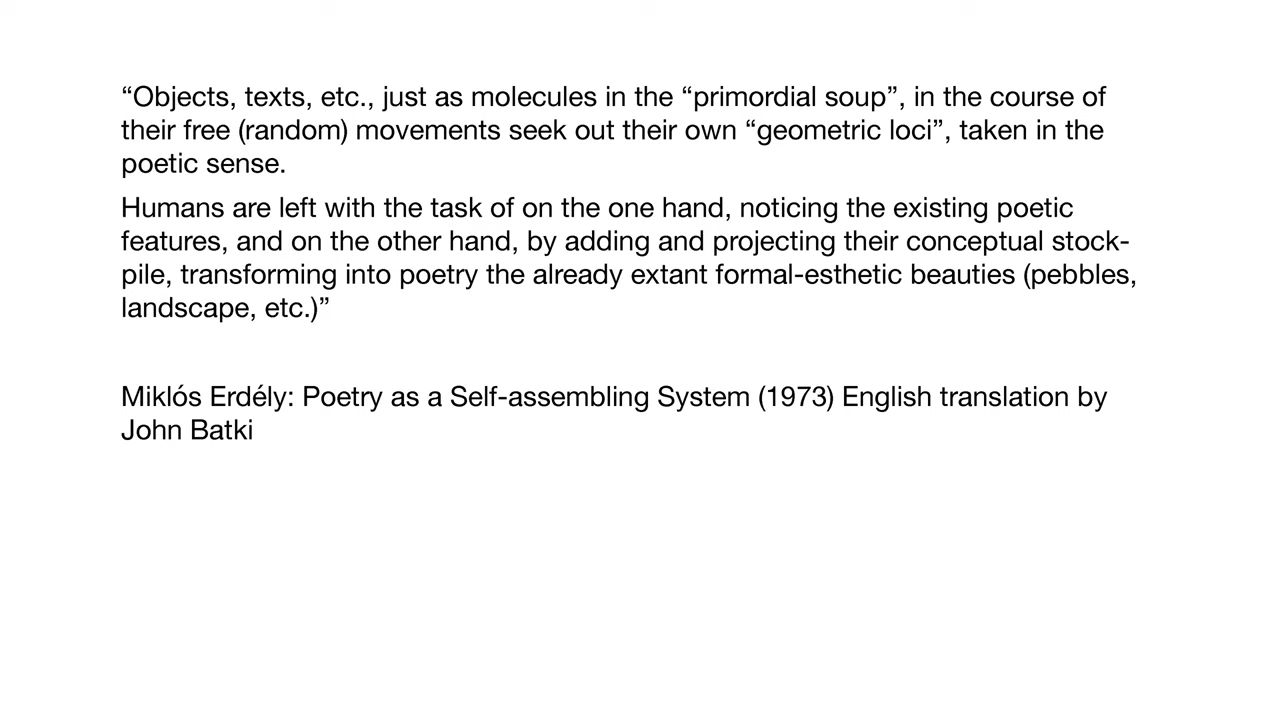 “Objects, texts, etc., just as molecules in the “primordial soup”, in the course of
their free (random) movements seek out their own “geometric loci”, taken in the
poetic sense.
Humans are left with the task of on the one hand, noticing the existing poetic
features, and on the other hand, by adding and projecting their conceptual stock-
pile, transforming into poetry the already extant formal-esthetic beauties (pebbles,
landscape, etc.)”
Miklós Erdély: Poetry as a Self-assembling System (1973) English translation by
John Batki